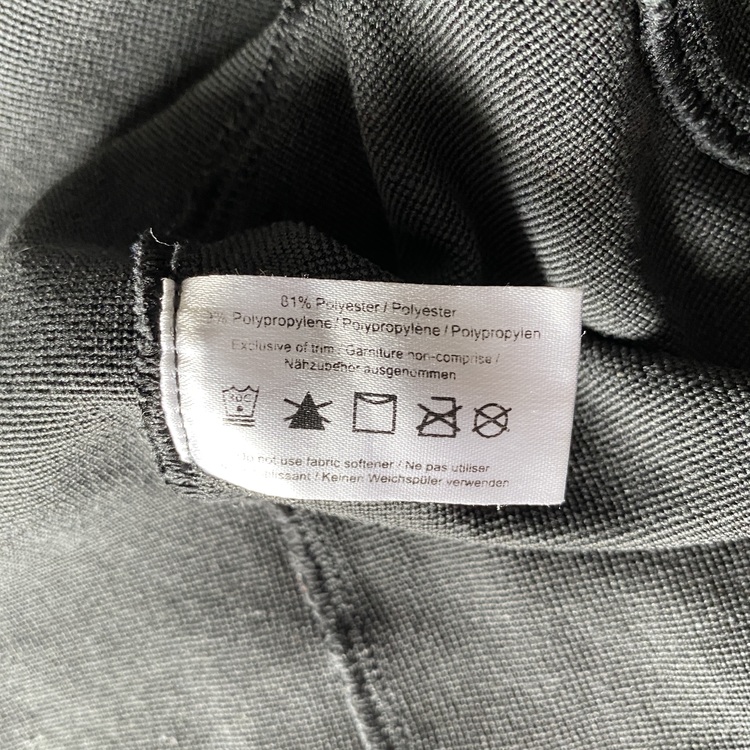 81% Polyester / Polyester
% Polypropylene / Polypropylène / Polypropylen
Exclusive of trim / Garniture non-comprise /
Nähzubehör ausgenommen
30C
not use fabric softener / Ne pas utiliser
/ Keinen Weichspüler verwenden